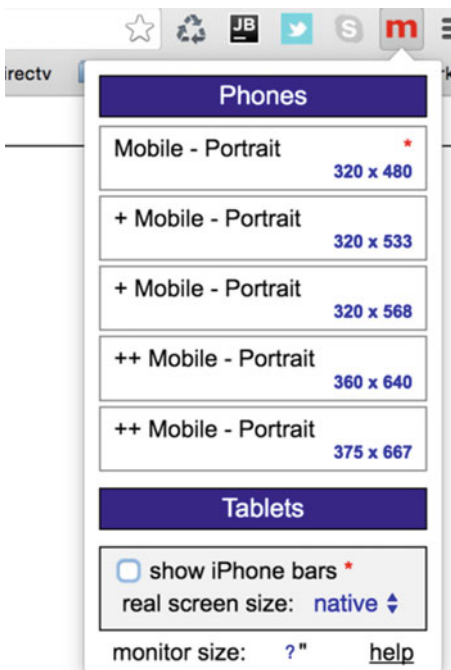 JB
S
m
irectv
Phones
Mobile - Portrait *
320 x 480
+ Mobile - Portrait
320 x 533
+ Mobile - Portrait
320 x 568
++ Mobile - Portrait
360 x 640
++ Mobile - Portrait
375 x 667
Tablets
show iPhone bars *
real screen size: native
monitor size: ? "
help